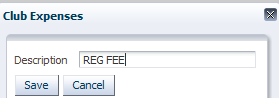 Club Expenses
Description REG FEE
Save Cancel